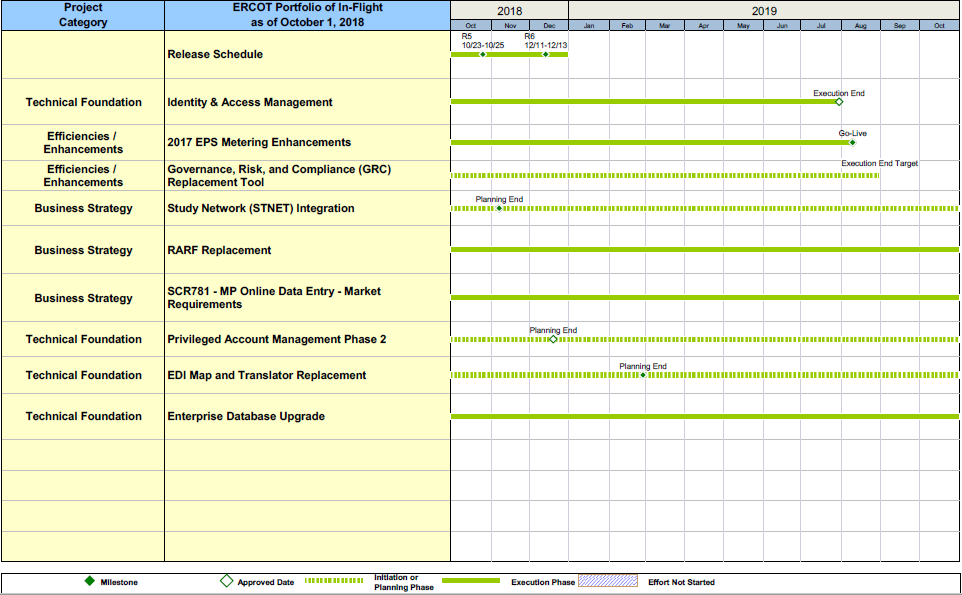 Project
Category
ERCOT Portfolio of In-Flight
as of October 1, 2018
2018
2019
Oct Nov Dec Jan Feb Mar Apr May Jun Jul Aug Sep Oct
Release Schedule
R5
10/23-10/25
R6
12/11-12/13
Technical Foundation
Identity & Access Management
Execution End
Efficiencies /
Enhancements
2017 EPS Metering Enhancements
Go-Live
Efficiencies /
Enhancements
Governance, Risk, and Compliance (GRC)
Replacement Tool
Execution End Target
Business Strategy
Study Network (STNET) Integration
Planning End
Business Strategy
RARF Replacement
Business Strategy
SCR781 - MP Online Data Entry - Market
Requirements
Technical Foundation
Privileged Account Management Phase 2
Planning End
Technical Foundation
EDI Map and Translator Replacement
Planning End
Technical Foundation
Enterprise Database Upgrade
Milestone
Approved Date
Initiation or
Planning Phase
Execution Phase
Effort Not Started